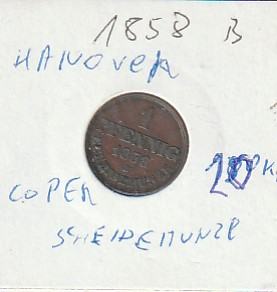 1858 B
HANOVER
1
PFENNIG
1858
B
20
COPER
SCHEIDEMUNZE